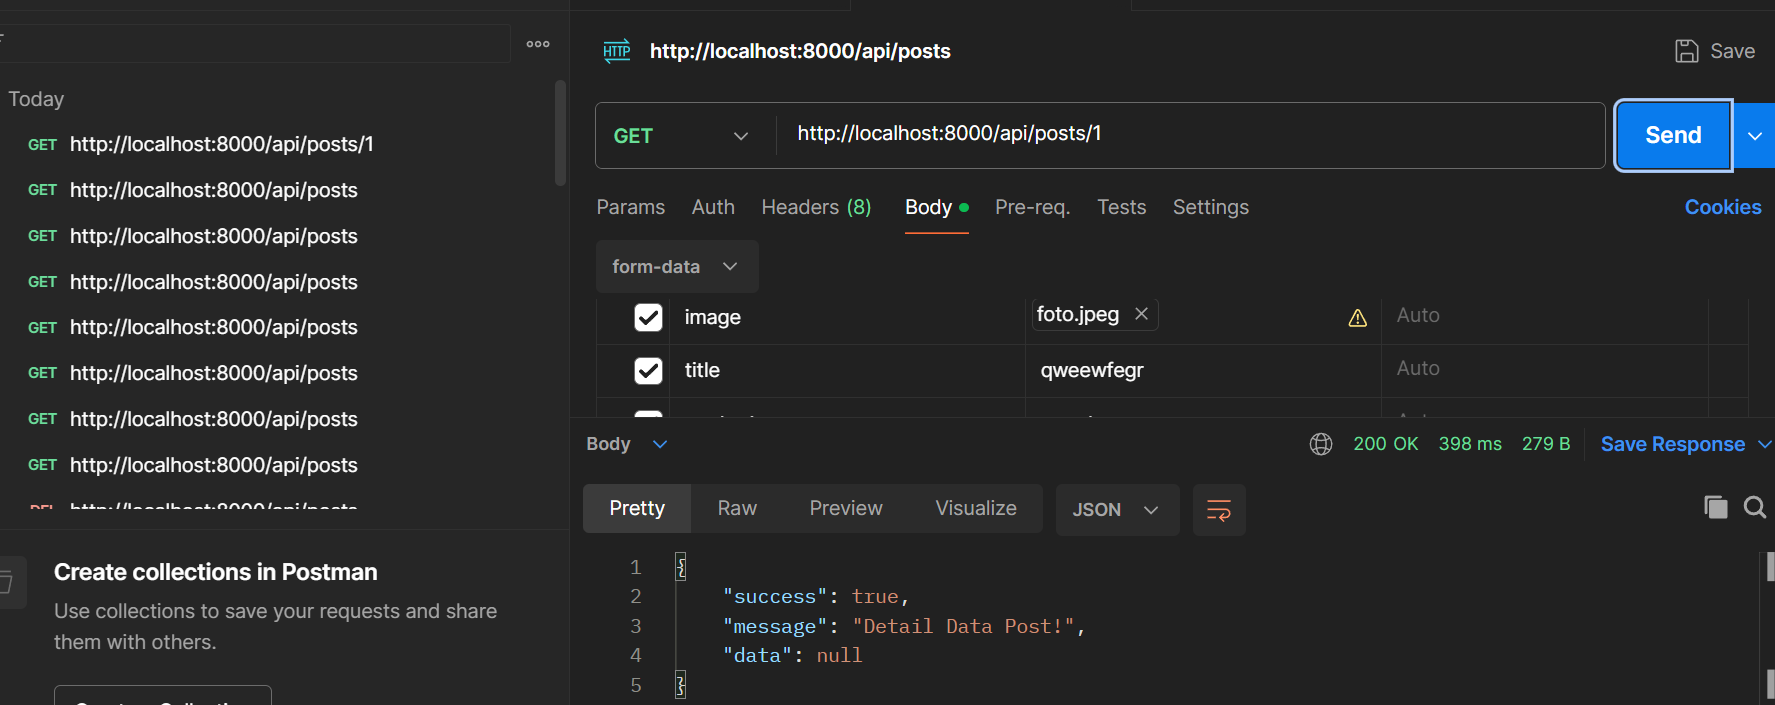 Today
GET http://localhost:8000/api/posts/1
GET http://localhost:8000/api/posts
GET http://localhost:8000/api/posts
GET http://localhost:8000/api/posts
GET http://localhost:8000/api/posts
GET http://localhost:8000/api/posts
GET http://localhost:8000/api/posts
GET http://localhost:8000/api/posts
Create collections in Postman
Use collections to save your requests and share
them with others.
HTTP http://localhost:8000/api/posts Save
GET http://localhost:8000/api/posts/1 Send
Params Auth Headers (8) Body Pre-req. Tests Settings Cookies
form-data
image foto.jpeg Auto
title qweewfegr Auto
Body 200 OK 398 ms 279 B Save Response
Pretty Raw Preview Visualize JSON
1 {
2 "success": true,
3 "message": "Detail Data Post!",
4 "data": null
5 }